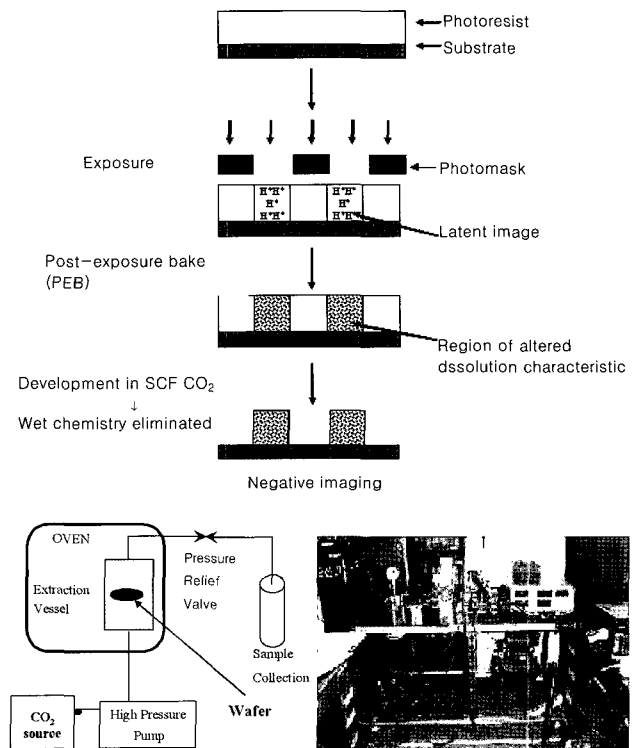 Photoresist
Substrate
Exposure
Photomask
H⁺H⁺ H⁺H⁺
H⁺ H⁺
H⁺H⁺ H⁺H⁺
Latent image
Post-exposure bake
(PEB)
Region of altered
dssolution characteristic
Development in SCF CO₂
↓
Wet chemistry eliminated
Negative imaging
OVEN
Pressure
Relief
Valve
Extraction
Vessel
Sample
Collection
Wafer
CO₂
source
High Pressure
Pump